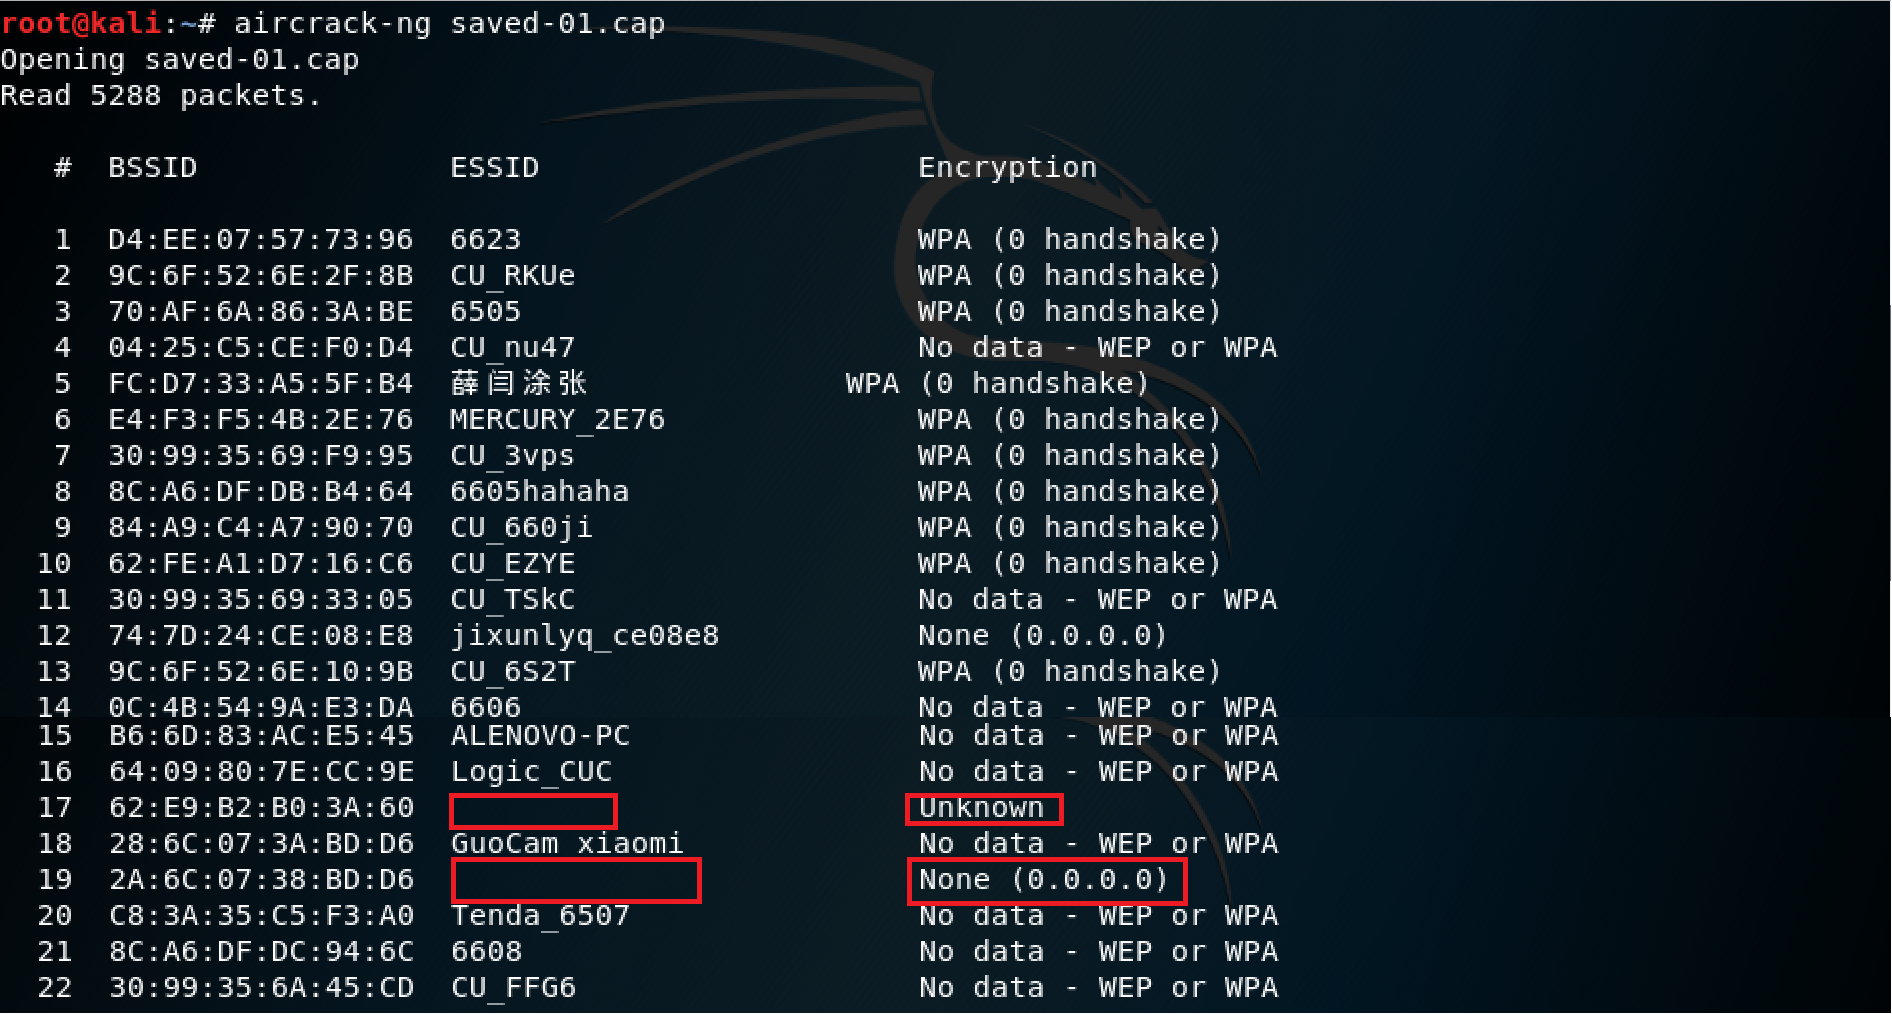 root@kali:~# aircrack-ng saved-01.cap
Opening saved-01.cap
Read 5288 packets.
# BSSID ESSID Encryption
1 D4:EE:07:57:73:96 6623 WPA (0 handshake)
2 9C:6F:52:6E:2F:8B CU_RKUe WPA (0 handshake)
3 70:AF:6A:86:3A:BE 6505 WPA (0 handshake)
4 04:25:C5:CE:F0:D4 CU_nu47 No data - WEP or WPA
5 FC:D7:33:A5:5F:B4 薛闫涂张 WPA (0 handshake)
6 E4:F3:F5:4B:2E:76 MERCURY_2E76 WPA (0 handshake)
7 30:99:35:69:F9:95 CU_3vps WPA (0 handshake)
8 8C:A6:DF:DB:B4:64 6605hahaha WPA (0 handshake)
9 84:A9:C4:A7:90:70 CU_660ji WPA (0 handshake)
10 62:FE:A1:D7:16:C6 CU_EZYE WPA (0 handshake)
11 30:99:35:69:33:05 CU_TSkC No data - WEP or WPA
12 74:7D:24:CE:08:E8 jixunlyq_ce08e8 None (0.0.0.0)
13 9C:6F:52:6E:10:9B CU_6S2T WPA (0 handshake)
14 0C:4B:54:9A:E3:DA 6606 No data - WEP or WPA
15 B6:6D:83:AC:E5:45 ALENOVO-PC No data - WEP or WPA
16 64:09:80:7E:CC:9E Logic_CUC No data - WEP or WPA
17 62:E9:B2:B0:3A:60 Unknown
18 28:6C:07:3A:BD:D6 GuoCam_xiaomi No data - WEP or WPA
19 2A:6C:07:38:BD:D6 None (0.0.0.0)
20 C8:3A:35:C5:F3:A0 Tenda_6507 No data - WEP or WPA
21 8C:A6:DF:DC:94:6C 6608 No data - WEP or WPA
22 30:99:35:6A:45:CD CU_FFG6 No data - WEP or WPA